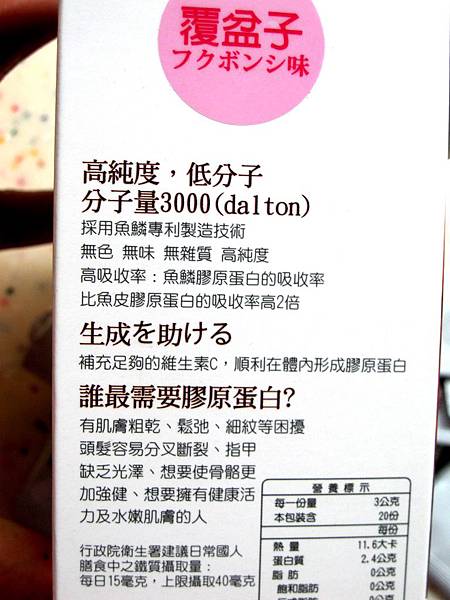 覆盆子
フクボンシ味
高純度，低分子
分子量3000(dalton)
採用魚鱗專利製造技術
無色 無味 無雜質 高純度
高吸收率：魚鱗膠原蛋白的吸收率
比魚皮膠原蛋白的吸收率高2倍
生成を助ける
補充足夠的維生素C，順利在體內形成膠原蛋白
誰最需要膠原蛋白?
有肌膚粗乾、鬆弛、細紋等困擾
頭髮容易分叉斷裂、指甲
缺乏光澤、想要使骨骼更
加強健、想要擁有健康活
力及水嫩肌膚的人
行政院衛生署建議日常國人
膳食中之鐵質攝取量：
每日15毫克，上限攝取40毫克
營養標示
每一份量 3公克
本包裝含 20份
每份
熱量 11.6大卡
蛋白質 2.4公克
脂肪 0公克
飽和脂肪 0公克